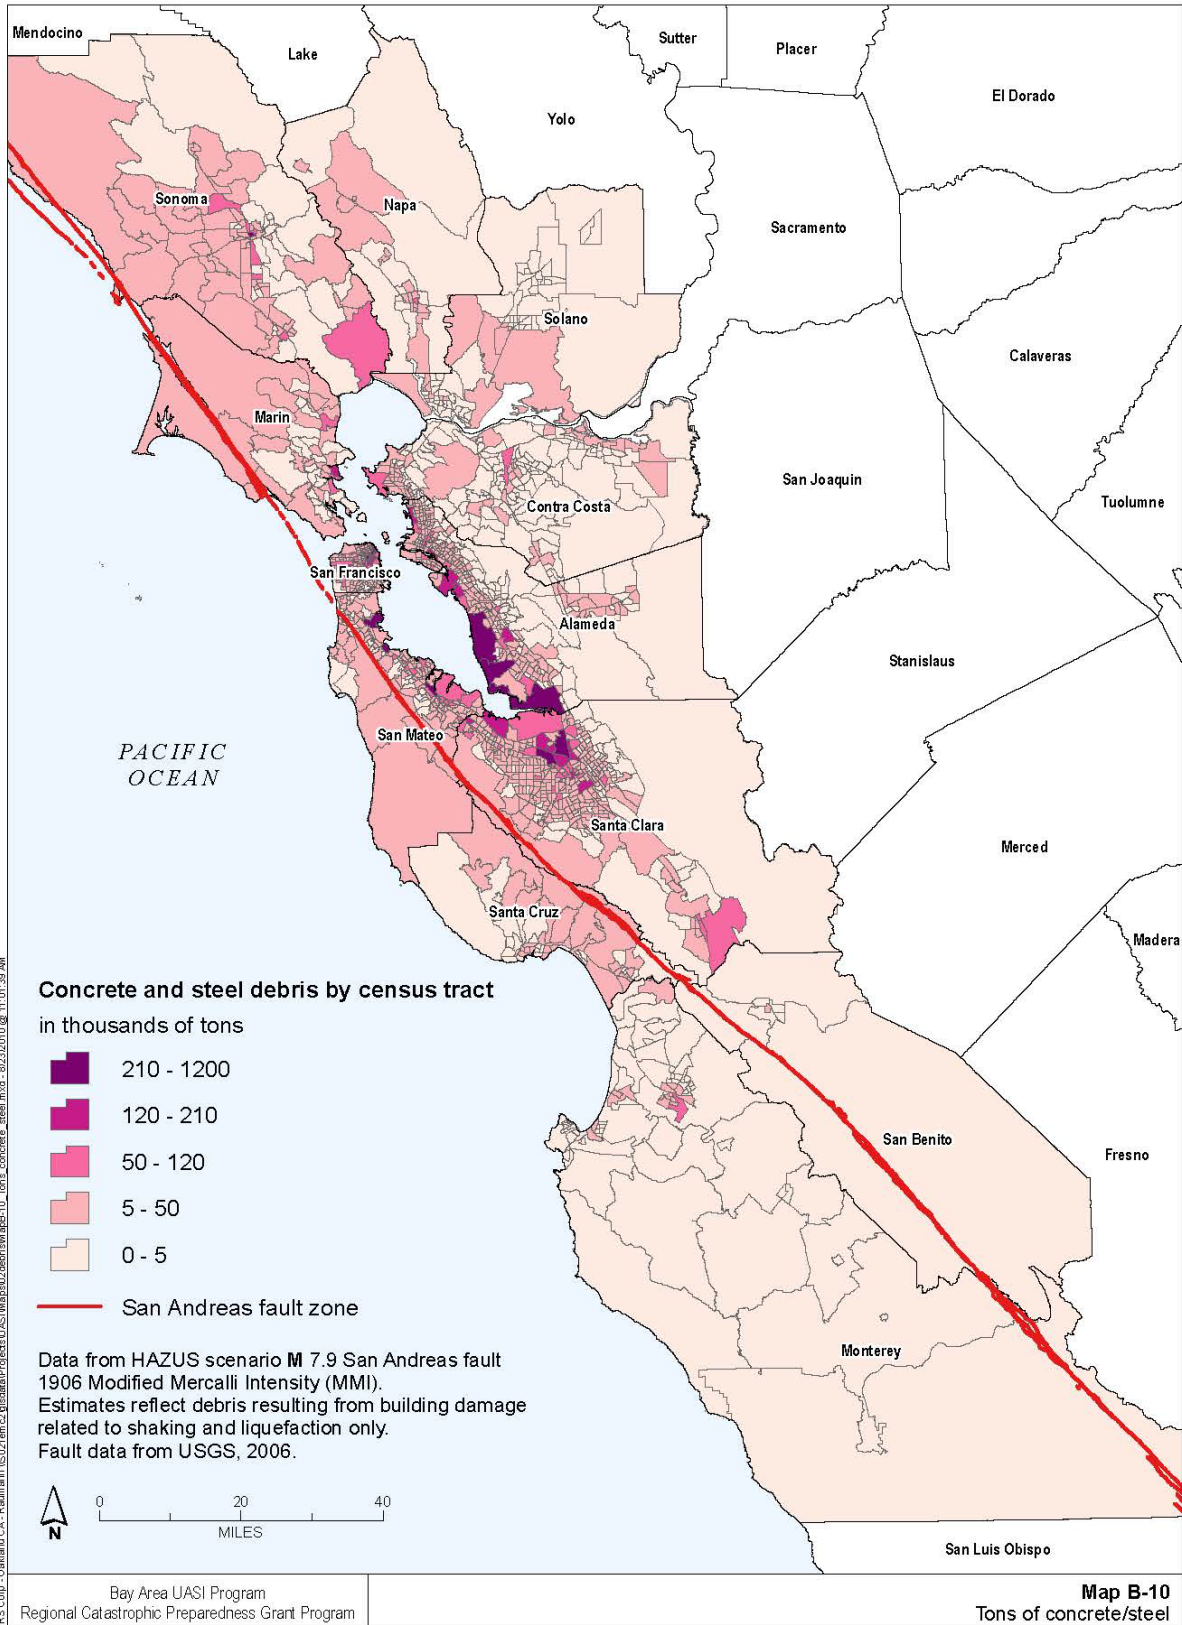 Mendocino
Lake
Sutter
Placer
El Dorado
Yolo
Sonoma
Napa
Sacramento
Solano
Calaveras
Marin
San Joaquin
Tuolumne
Contra Costa
San Francisco
Alameda
Stanislaus
San Mateo
PACIFIC
OCEAN
Santa Clara
Merced
Santa Cruz
Madera
Concrete and steel debris by census tract
in thousands of tons
210 - 1200
120 - 210
50 - 120
5 - 50
0 - 5
San Andreas fault zone
San Benito
Fresno
Monterey
Data from HAZUS scenario M 7.9 San Andreas fault
1906 Modified Mercalli Intensity (MMI).
Estimates reflect debris resulting from building damage
related to shaking and liquefaction only.
Fault data from USGS, 2006.
N
0 20 40
MILES
San Luis Obispo
Bay Area UASI Program
Regional Catastrophic Preparedness Grant Program
Map B-10
Tons of concrete/steel